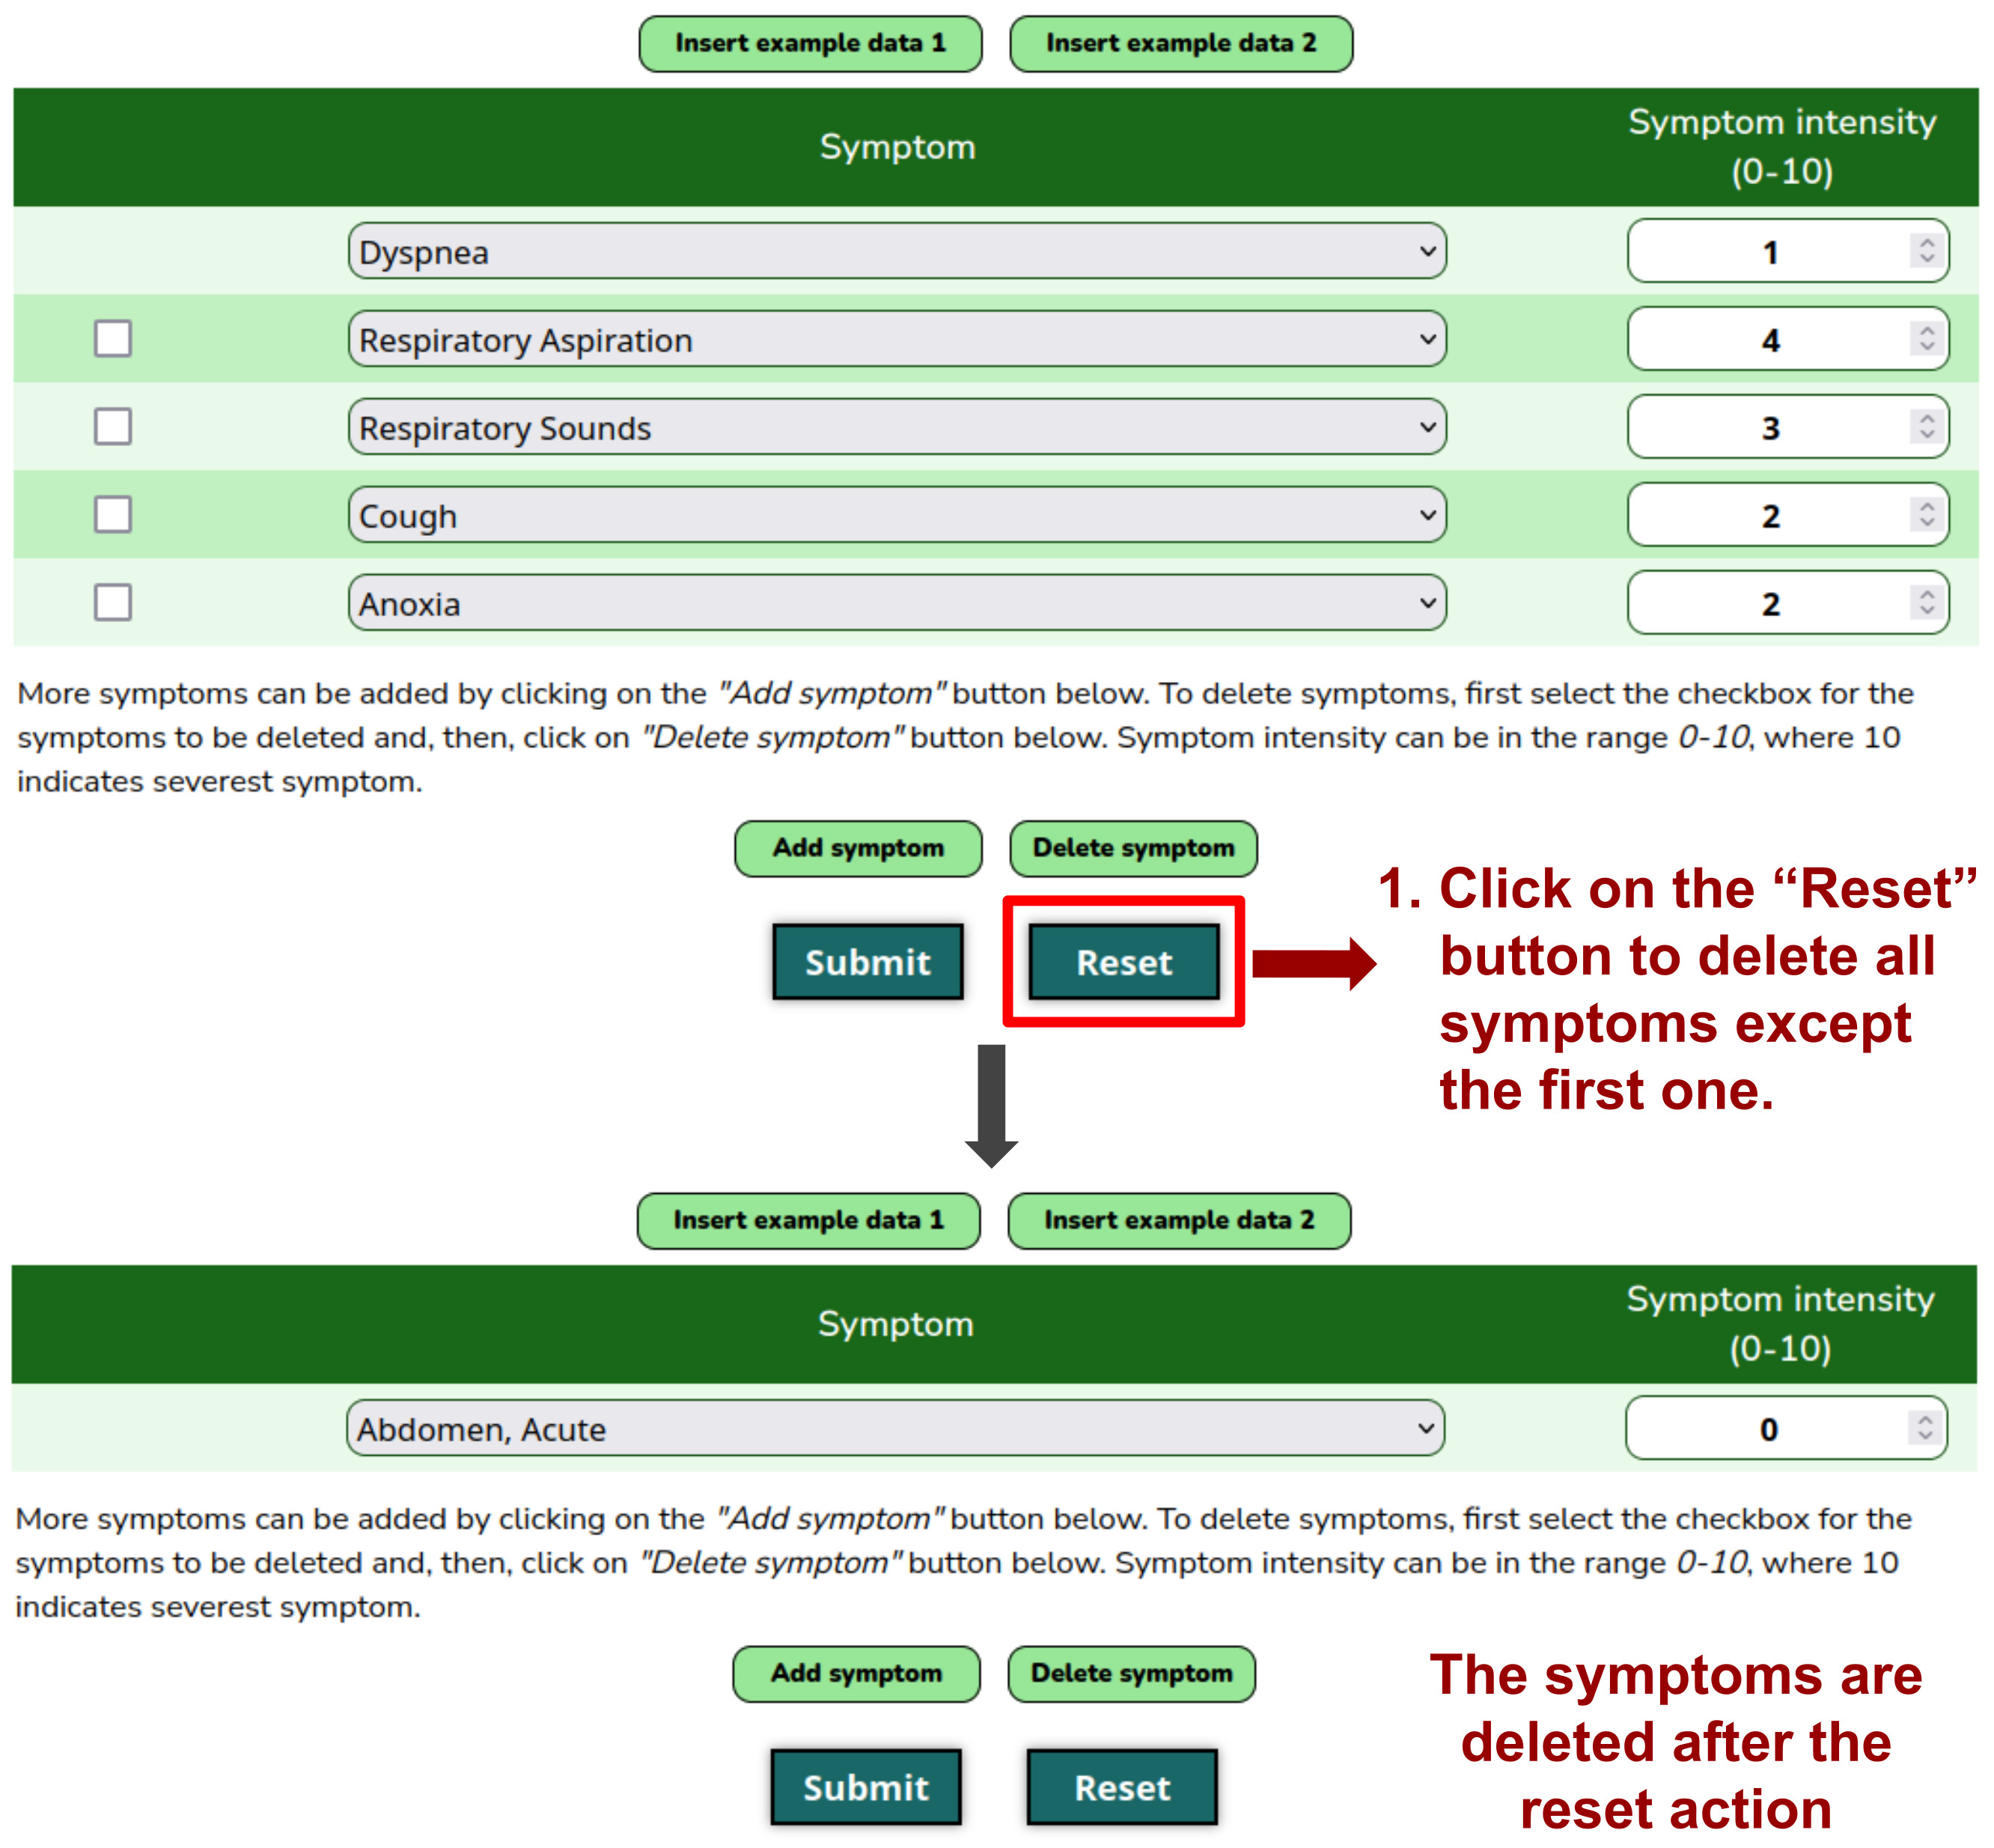 Insert example data 1 Insert example data 2
Symptom Symptom intensity
(0-10)
Dyspnea 1
Respiratory Aspiration 4
Respiratory Sounds 3
Cough 2
Anoxia 2
More symptoms can be added by clicking on the "Add symptom" button below. To delete symptoms, first select the checkbox for the
symptoms to be deleted and, then, click on "Delete symptom" button below. Symptom intensity can be in the range 0-10, where 10
indicates severest symptom.
Add symptom Delete symptom
Submit Reset
1. Click on the “Reset”
button to delete all
symptoms except
the first one.
Insert example data 1 Insert example data 2
Symptom Symptom intensity
(0-10)
Abdomen, Acute 0
More symptoms can be added by clicking on the "Add symptom" button below. To delete symptoms, first select the checkbox for the
symptoms to be deleted and, then, click on "Delete symptom" button below. Symptom intensity can be in the range 0-10, where 10
indicates severest symptom.
Add symptom Delete symptom
Submit Reset
The symptoms are
deleted after the
reset action